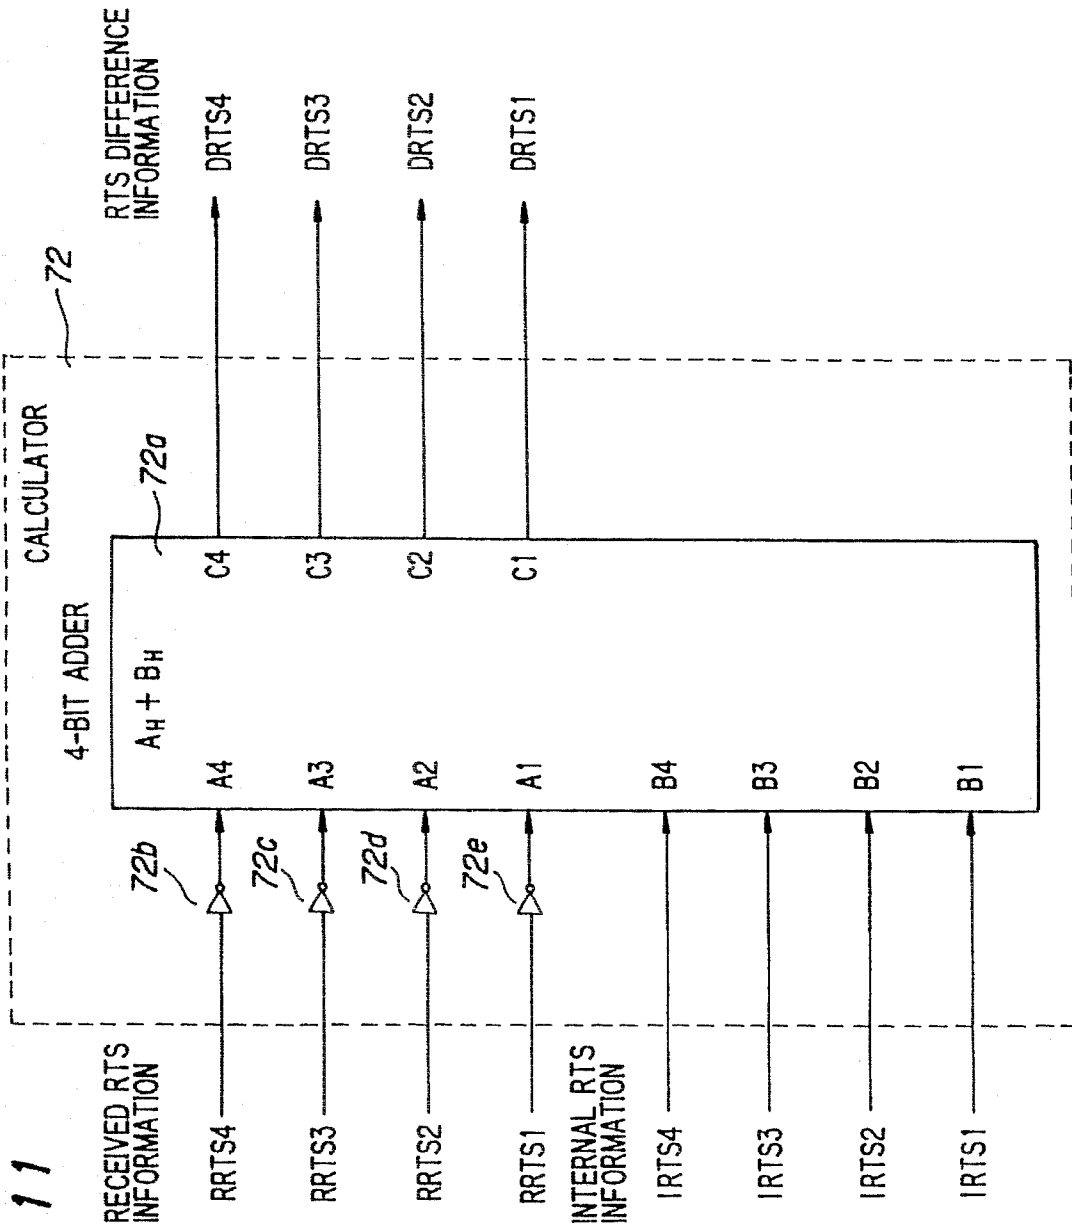 11
RECEIVED RTS
INFORMATION
RRTS4
RRTS3
RRTS2
RRTS1
INTERNAL RTS
INFORMATION
IRTS4
IRTS3
IRTS2
IRTS1
72b
72c
72d
72e
CALCULATOR
72
4-BIT ADDER
72a
AH + BH
A4
A3
A2
A1
B4
B3
B2
B1
C4
C3
C2
C1
RTS DIFFERENCE
INFORMATION
DRTS4
DRTS3
DRTS2
DRTS1